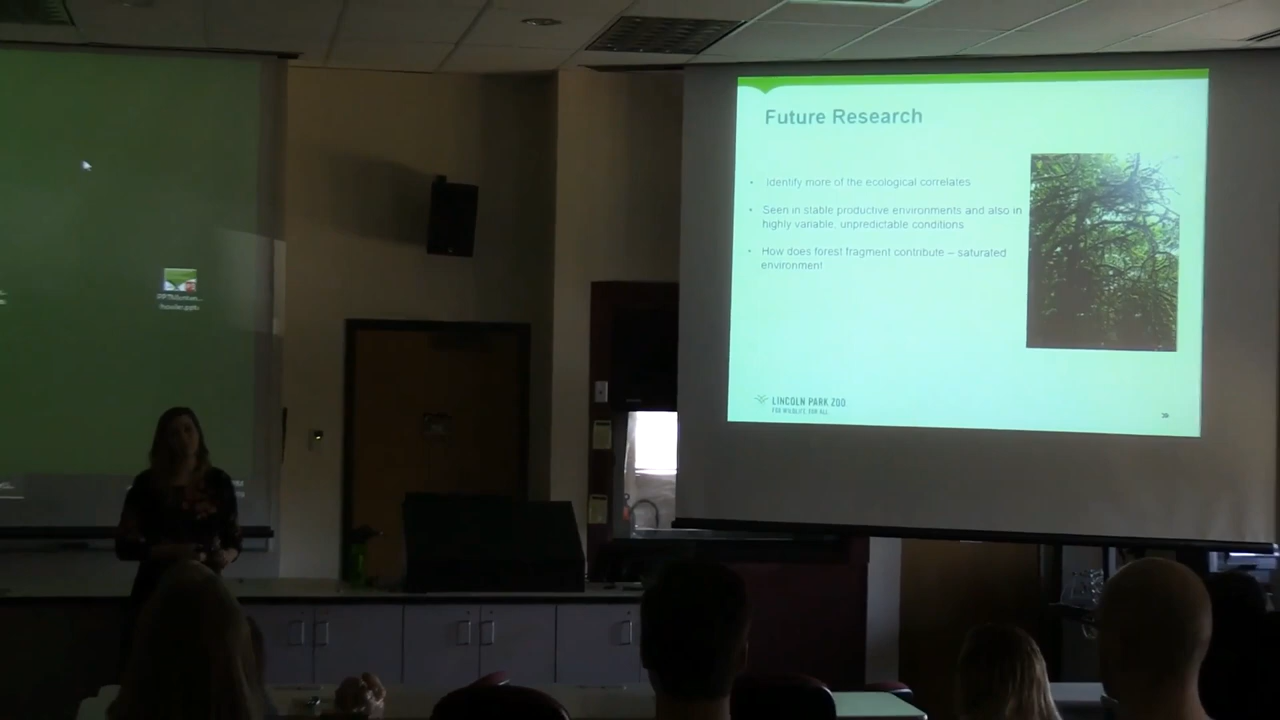 Future Research
• Identify more of the ecological correlates
• Seen in stable productive environments and also in
highly variable, unpredictable conditions
• How does forest fragment contribute – saturated
environment
LINCOLN PARK ZOO
FOR WILDLIFE. FOR ALL.